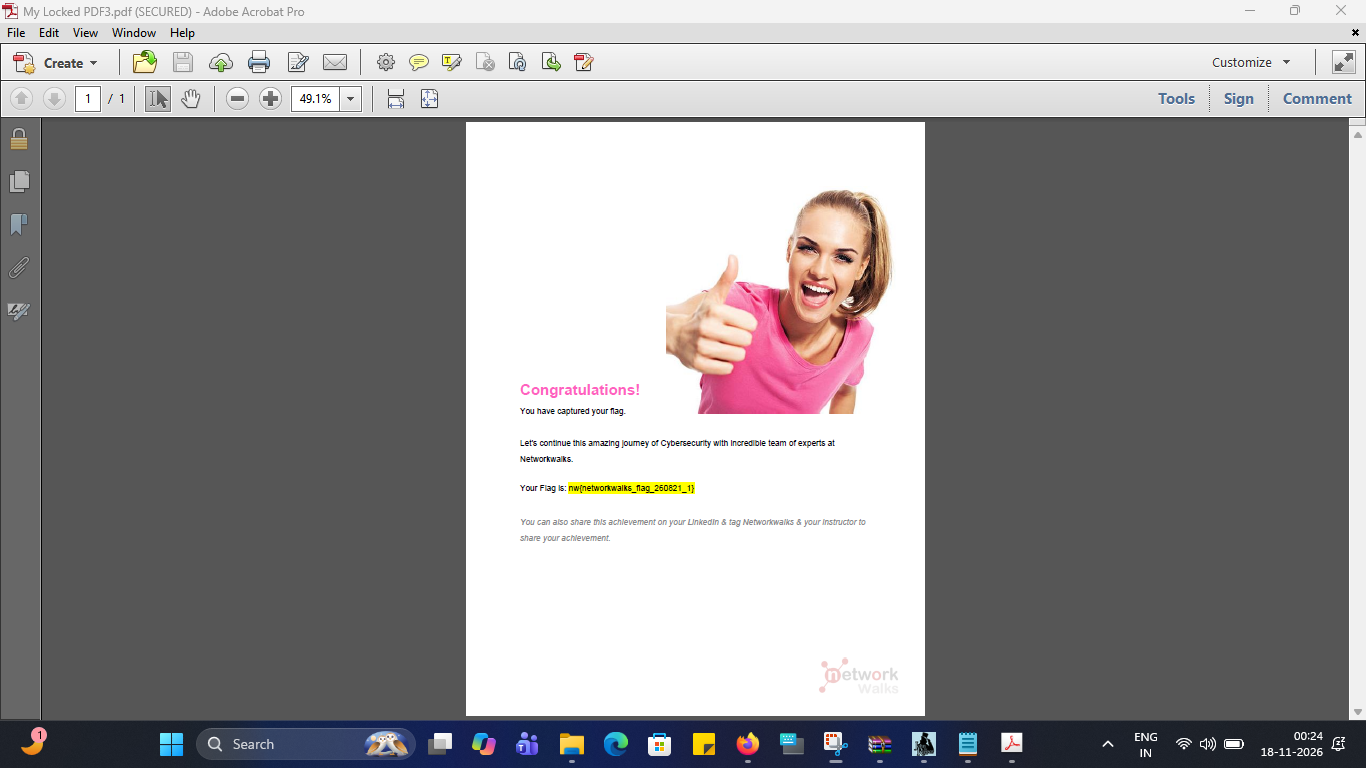 My Locked PDF3.pdf (SECURED) - Adobe Acrobat Pro
File Edit View Window Help
Create
Customize
1 / 1
49.1%
Tools
Sign
Comment
Congratulations!
You have captured your flag.
Let's continue this amazing journey of Cybersecurity with incredible team of experts at
Networkwalks.
Your Flag is: nw{networkwalks_flag_260821_1}
You can also share this achievement on your LinkedIn & tag Networkwalks & your instructor to
share your achievement.
network
Walks
1
Search
ENG
IN
00:24
18-11-2026